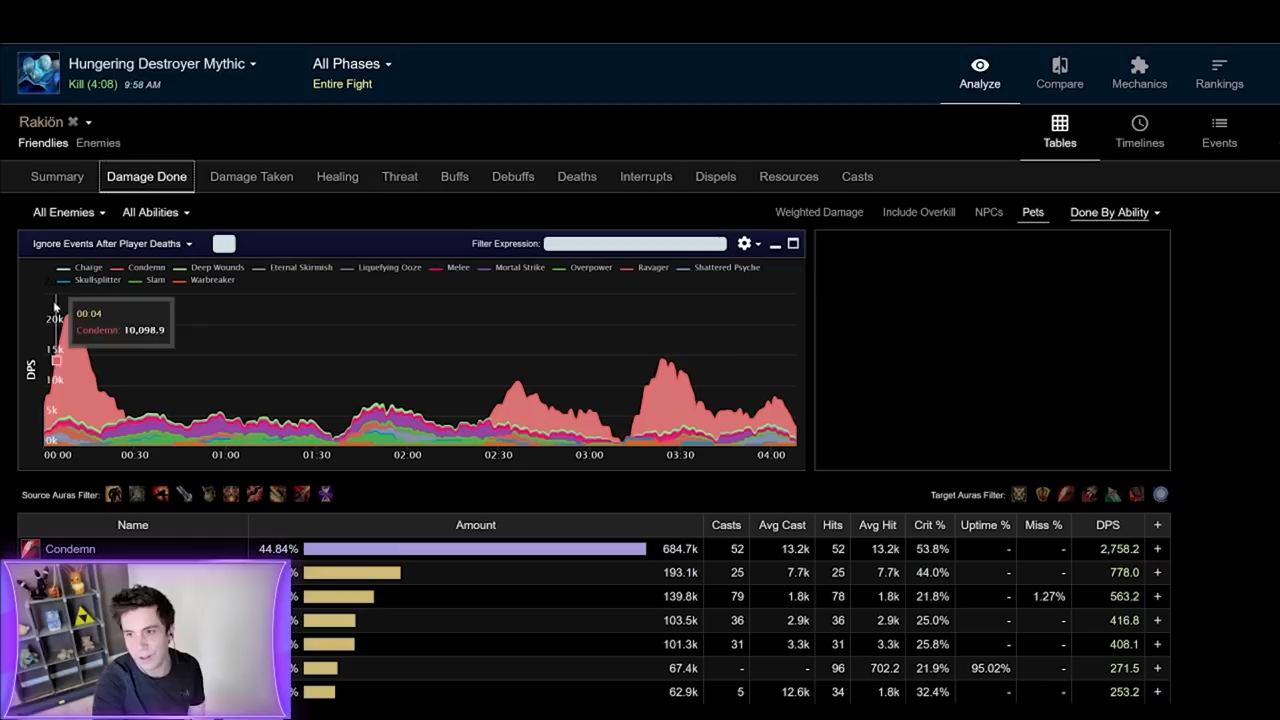 Hungering Destroyer Mythic
All Phases
Kill (4:08) 9:58 AM
Entire Fight
Analyze
Compare
Mechanics
Rankings
Rakiön
Friendlies Enemies
Tables
Timelines
Events
Summary
Damage Done
Damage Taken
Healing
Threat
Buffs
Debuffs
Deaths
Interrupts
Dispels
Resources
Casts
All Enemies
All Abilities
Weighted Damage
Include Overkill
NPCs
Pets
Done By Ability
Ignore Events After Player Deaths
Filter Expression:
Charge Condemn Deep Wounds Eternal Skirmish Liquefying Ooze Melee Mortal Strike Overpower Ravager Shattered Psyche
Skullsplitter Slam Warbreaker
00:04
Condemn: 10,098.9
20k
15k
10k
5k
0k
DPS
00:00 00:30 01:00 01:30 02:00 02:30 03:00 03:30 04:00
Source Auras Filter:
Target Auras Filter:
Name Amount Casts Avg Cast Hits Avg Hit Crit % Uptime % Miss % DPS +
Condemn 44.84% 684.7k 52 13.2k 52 13.2k 53.8% - - 2,758.2 +
% 193.1k 25 7.7k 25 7.7k 44.0% - - 778.0 +
% 139.8k 79 1.8k 78 1.8k 21.8% - 1.27% 563.2 +
% 103.5k 36 2.9k 36 2.9k 25.0% - - 416.8 +
% 101.3k 31 3.3k 31 3.3k 25.8% - - 408.1 +
% 67.4k - - 96 702.2 21.9% 95.02% - 271.5 +
% 62.9k 5 12.6k 34 1.8k 32.4% - - 253.2 +